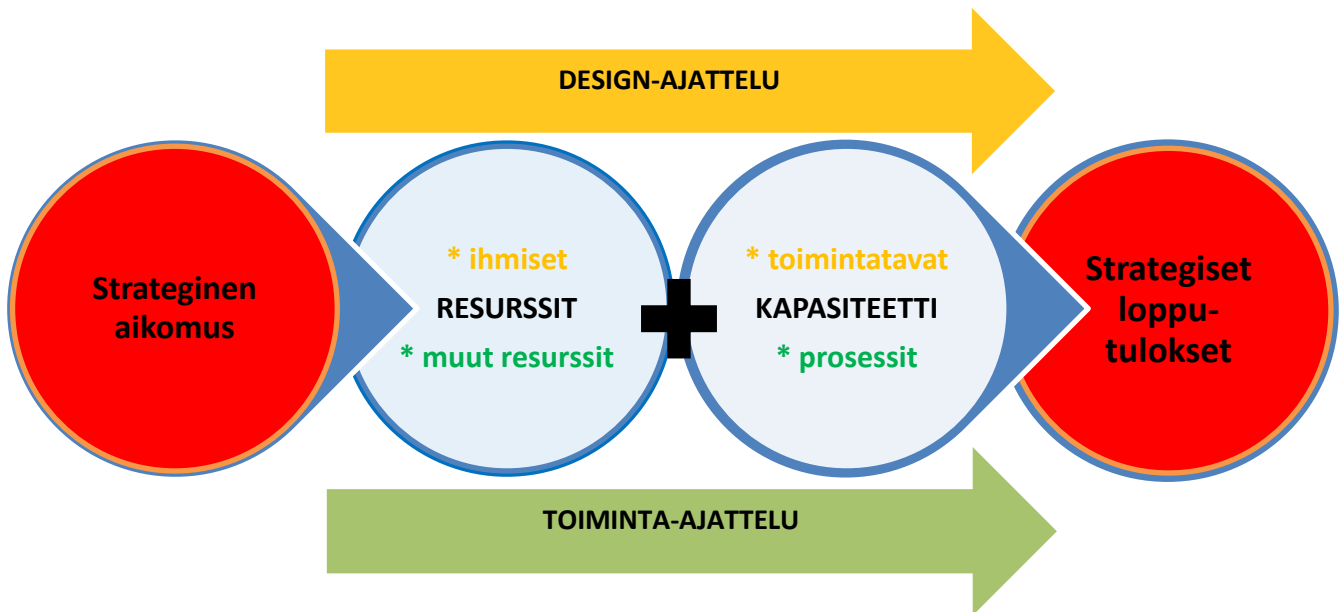 DESIGN-AJATTELU
Strateginen
aikomus
* ihmiset
RESURSSIT
* muut resurssit
* toimintatavat
KAPASITEETTI
* prosessit
Strategiset
loppu-
tulokset
TOIMINTA-AJATTELU